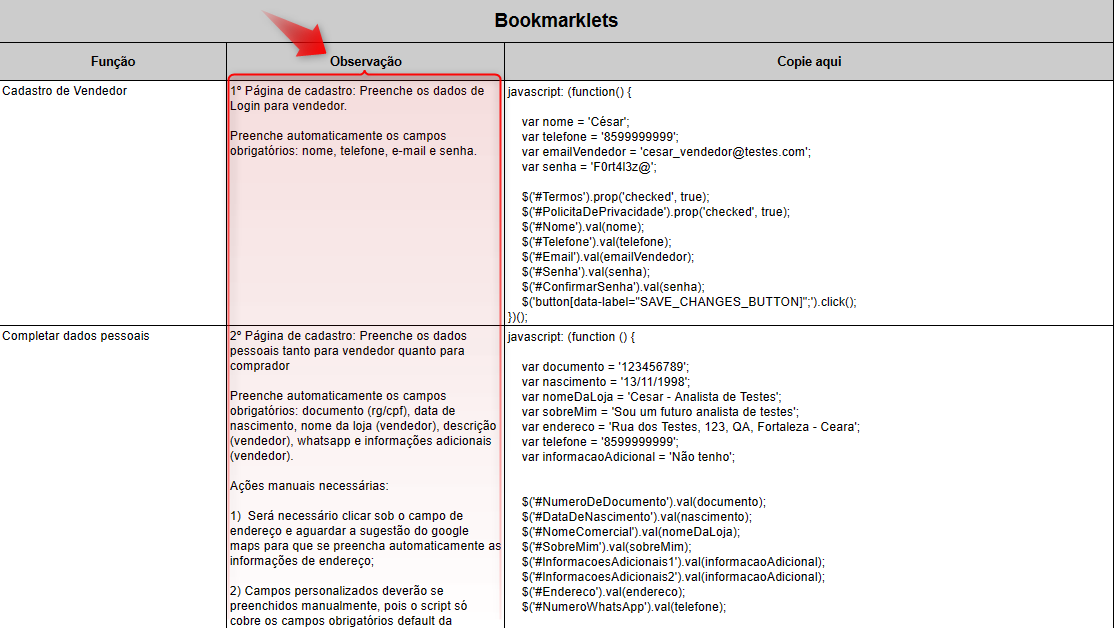 Bookmarklets
Função
Observação
Copie aqui
Cadastro de Vendedor
1º Página de cadastro: Preenche os dados de
Login para vendedor.
Preenche automaticamente os campos
obrigatórios: nome, telefone, e-mail e senha.
javascript: (function() {
var nome = 'César';
var telefone = '8599999999';
var emailVendedor = 'cesar_vendedor@testes.com';
var senha = 'F0rt4l3z@';
$('#Termos').prop('checked', true);
$('#PolicitaDePrivacidade').prop('checked', true);
$('#Nome').val(nome);
$('#Telefone').val(telefone);
$('#Email').val(emailVendedor);
$('#Senha').val(senha);
$('#ConfirmarSenha').val(senha);
$('button[data-label="SAVE_CHANGES_BUTTON]";').click();
})();
Completar dados pessoais
2º Página de cadastro: Preenche os dados
pessoais tanto para vendedor quanto para
comprador
Preenche automaticamente os campos
obrigatórios: documento (rg/cpf), data de
nascimento, nome da loja (vendedor), descrição
(vendedor), whatsapp e informações adicionais
(vendedor).
Ações manuais necessárias:
1)  Será necessário clicar sob o campo de
endereço e aguardar a sugestão do google
maps para que se preencha automaticamente as
informações de endereço;
2) Campos personalizados deverão se
preenchidos manualmente, pois o script só
cobre os campos obrigatórios default da
javascript: (function () {
var documento = '123456789';
var nascimento = '13/11/1998';
var nomeDaLoja = 'Cesar - Analista de Testes';
var sobreMim = 'Sou um futuro analista de testes';
var endereco = 'Rua dos Testes, 123, QA, Fortaleza - Ceara';
var telefone = '8599999999';
var informacaoAdicional = 'Não tenho';
$('#NumeroDeDocumento').val(documento);
$('#DataDeNascimento').val(nascimento);
$('#NomeComercial').val(nomeDaLoja);
$('#SobreMim').val(sobreMim);
$('#InformacoesAdicionais1').val(informacaoAdicional);
$('#InformacoesAdicionais2').val(informacaoAdicional);
$('#Endereco').val(endereco);
$('#NumeroWhatsApp').val(telefone);